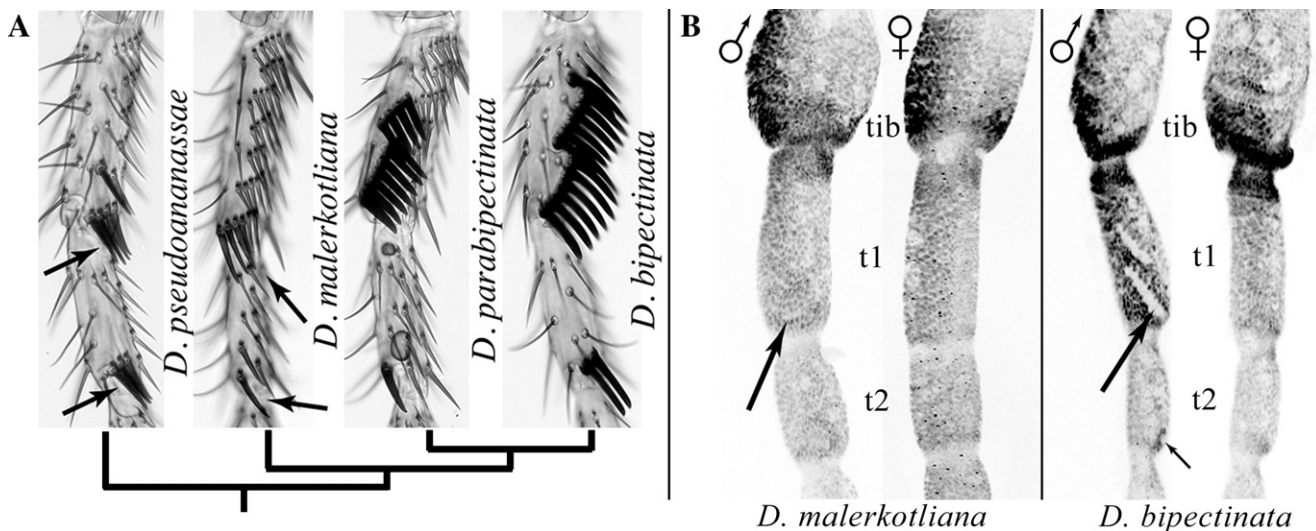 A
D. pseudoananassae
D. malerkotliana
D. parabipectinata
D. bipectinata
B
♂
♀
tib
t1
t2
D. malerkotliana
♂
♀
tib
t1
t2
D. bipectinata